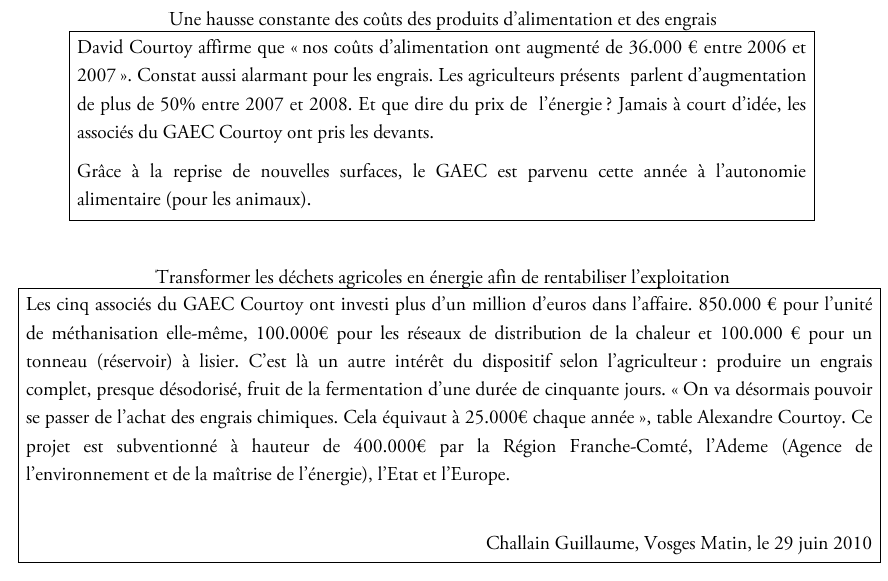 Une hausse constante des coûts des produits d’alimentation et des engrais
David Courtoy affirme que « nos coûts d’alimentation ont augmenté de 36.000 € entre 2006 et
2007 ». Constat aussi alarmant pour les engrais. Les agriculteurs présents parlent d’augmentation
de plus de 50% entre 2007 et 2008. Et que dire du prix de l’énergie ? Jamais à court d’idée, les
associés du GAEC Courtoy ont pris les devants.
Grâce à la reprise de nouvelles surfaces, le GAEC est parvenu cette année à l’autonomie
alimentaire (pour les animaux).
Transformer les déchets agricoles en énergie afin de rentabiliser l’exploitation
Les cinq associés du GAEC Courtoy ont investi plus d’un million d’euros dans l’affaire. 850.000 € pour l’unité
de méthanisation elle-même, 100.000€ pour les réseaux de distribution de la chaleur et 100.000 € pour un
tonneau (réservoir) à lisier. C’est là un autre intérêt du dispositif selon l’agriculteur : produire un engrais
complet, presque désodorisé, fruit de la fermentation d’une durée de cinquante jours. « On va désormais pouvoir
se passer de l’achat des engrais chimiques. Cela équivaut à 25.000€ chaque année », table Alexandre Courtoy. Ce
projet est subventionné à hauteur de 400.000€ par la Région Franche-Comté, l’Ademe (Agence de
l’environnement et de la maîtrise de l’énergie), l’Etat et l’Europe.
Challain Guillaume, Vosges Matin, le 29 juin 2010